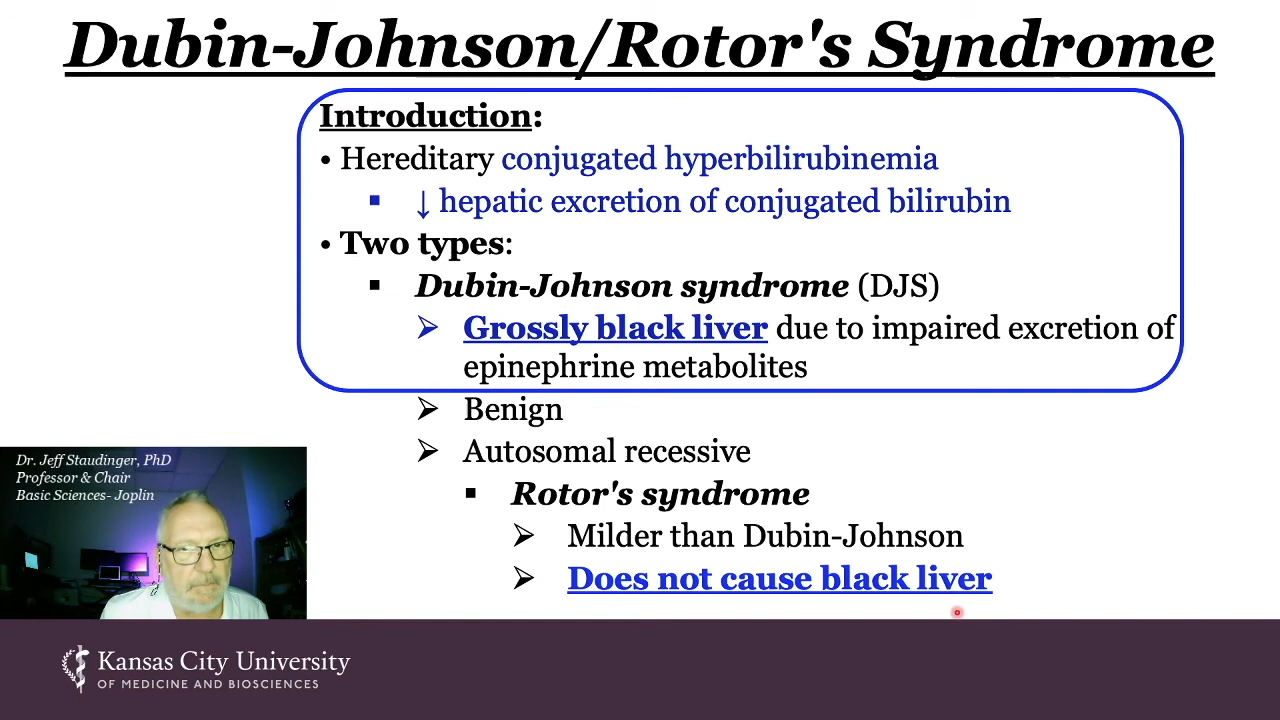 Dubin-Johnson/Rotor's Syndrome
Introduction:
• Hereditary conjugated hyperbilirubinemia
▪ ↓ hepatic excretion of conjugated bilirubin
• Two types:
▪ Dubin-Johnson syndrome (DJS)
➢ Grossly black liver due to impaired excretion of
epinephrine metabolites
➢ Benign
➢ Autosomal recessive
▪ Rotor's syndrome
➢ Milder than Dubin-Johnson
➢ Does not cause black liver
Dr. Jeff Staudinger, PhD
Professor & Chair
Basic Sciences- Joplin
Kansas City University
OF MEDICINE AND BIOSCIENCES